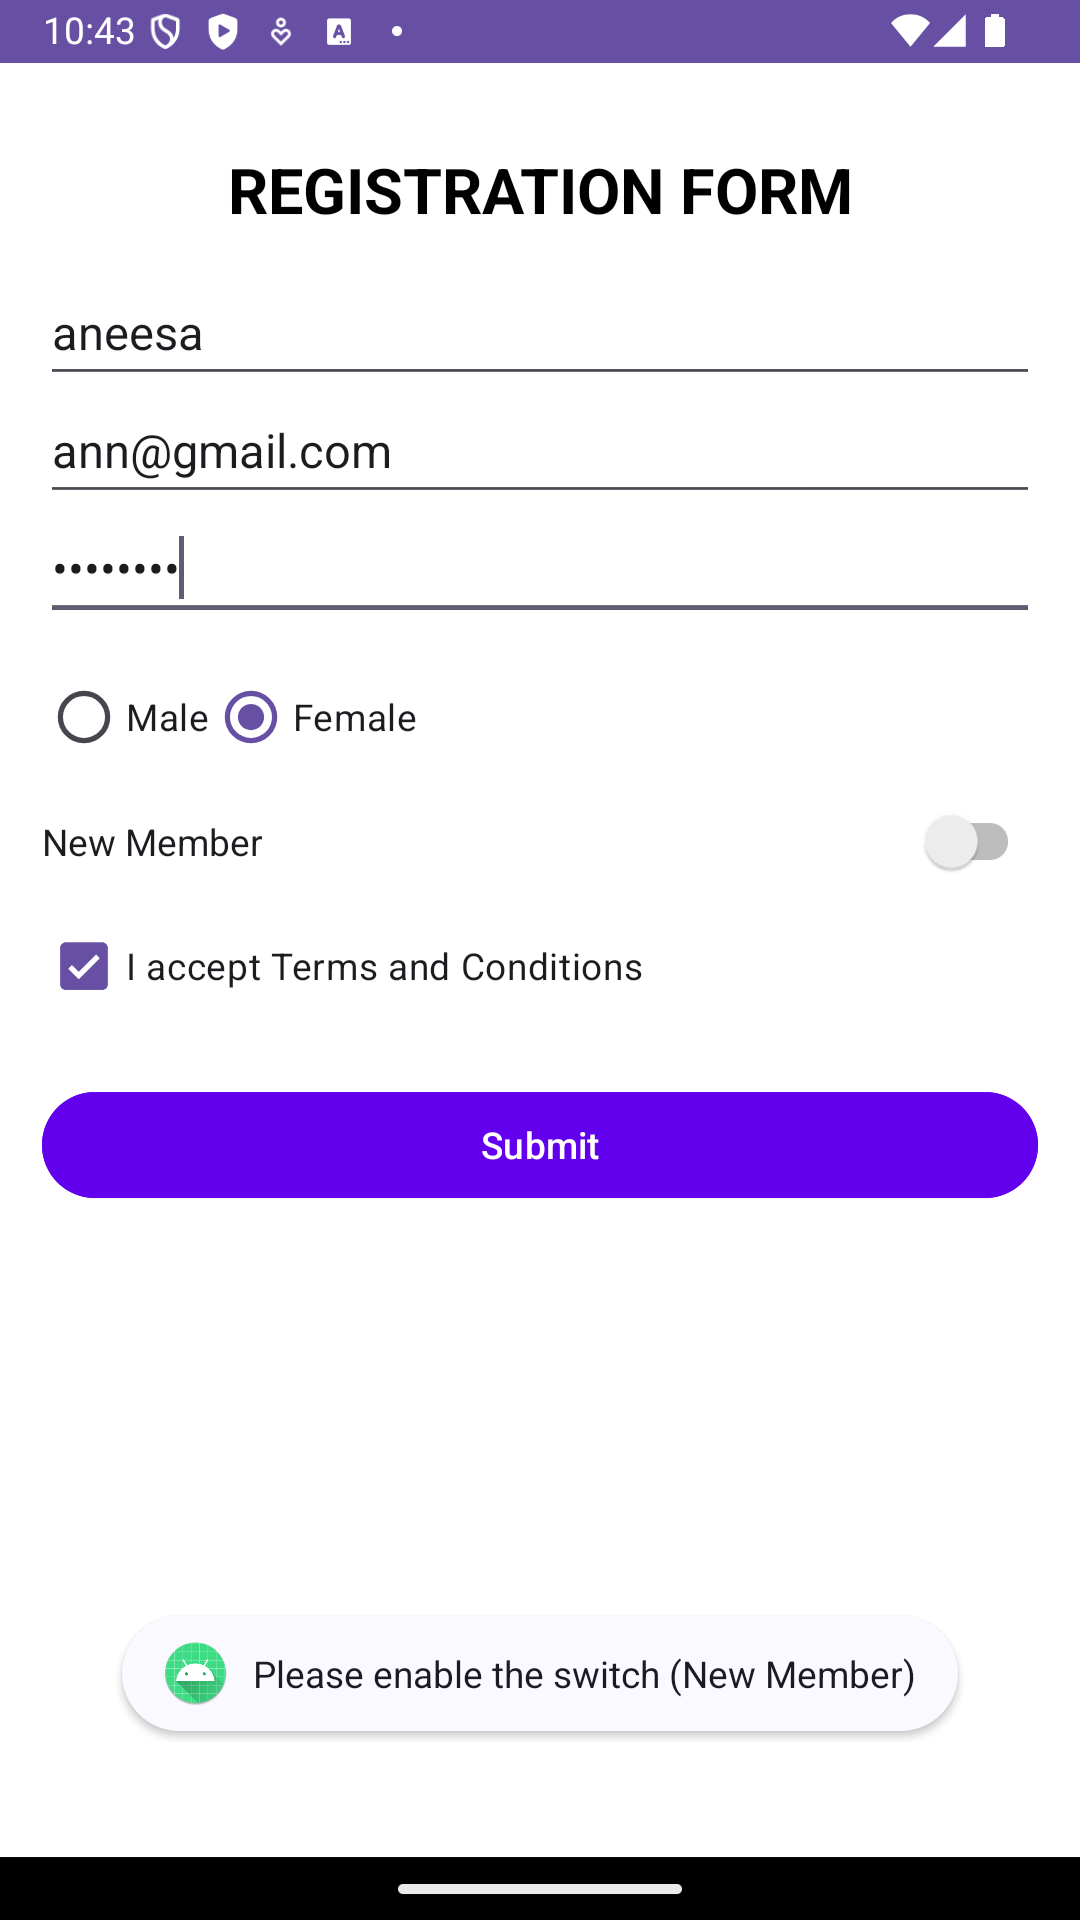 10:43
REGISTRATION FORM
aneesa
ann@gmail.com
••••••••
Male Female
New Member
I accept Terms and Conditions
Submit
Please enable the switch (New Member)